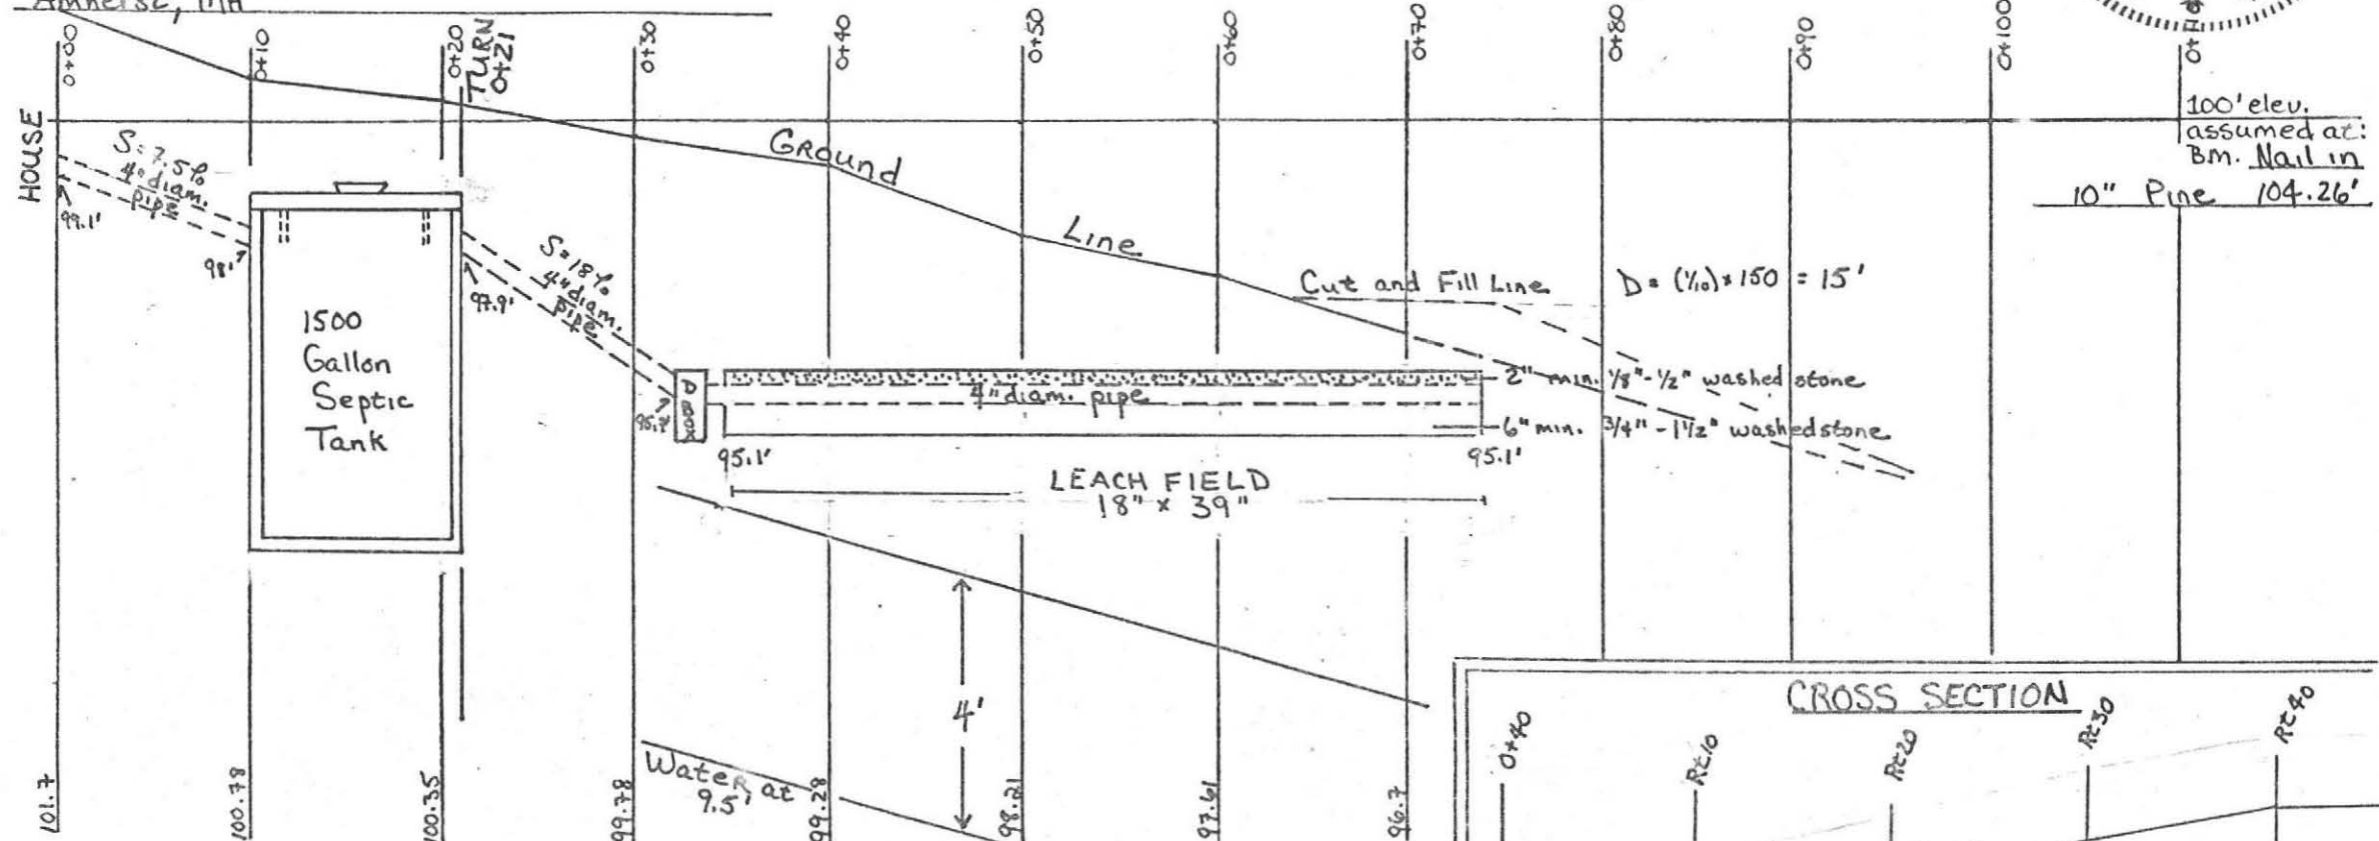 Amherst, MA
0+00
0+10
0+20
TURN
0+21
0+30
0+40
0+50
0+60
0+70
0+80
0+90
0+100
HOUSE
100' elev.
assumed at:
BM. Nail in
10" Pine 104.26'
S=7.5%
4" diam.
pipe
99.1'
98'
1500
Gallon
Septic
Tank
97.9'
S=18%
4" diam.
pipe
Ground
Line
Cut and Fill Line
D = (1/10) x 150 = 15'
D
BOX
4" diam. pipe
2" min. 1/8"-1/2" washed stone
6" min. 3/4" - 1 1/2" washed stone
95.1'
95.1'
LEACH FIELD
18" x 39"
4'
Water at
9.5'
101.7
100.78
100.35
99.78
99.28
98.21
97.61
96.7
CROSS SECTION
0+40
Rt10
Rt20
Rt30
Rt40